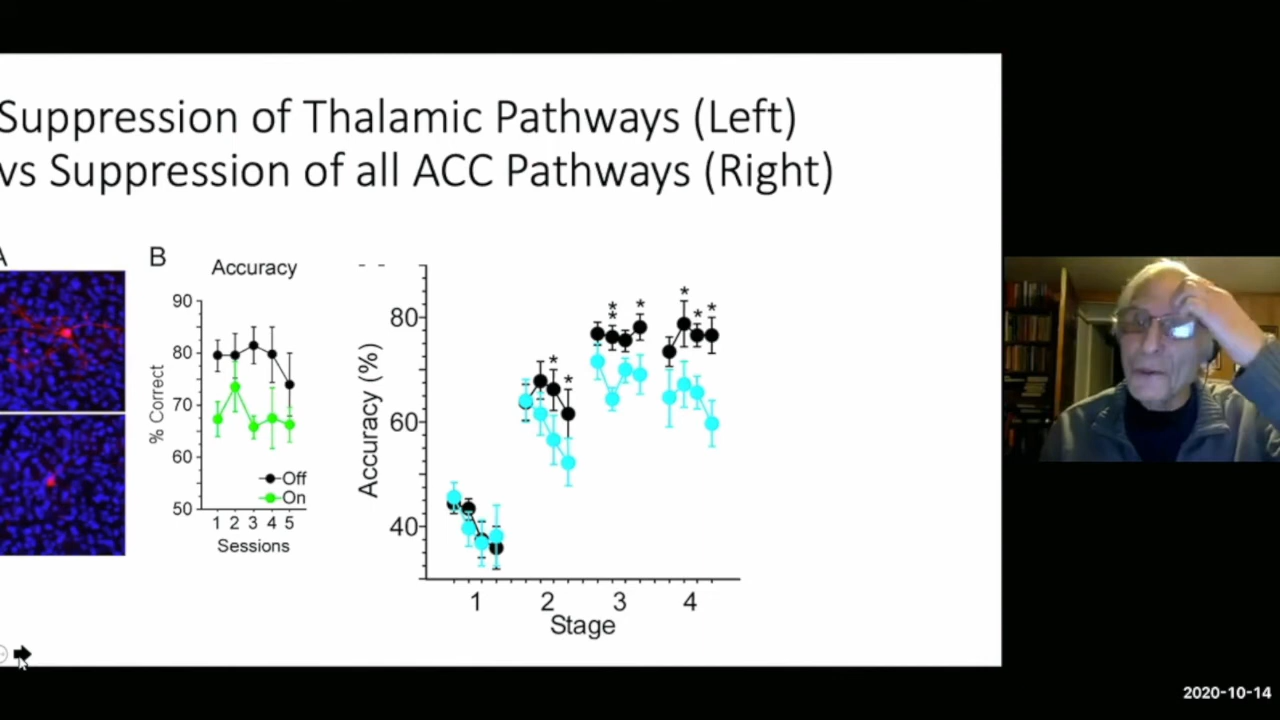 Suppression of Thalamic Pathways (Left)
vs Suppression of all ACC Pathways (Right)
A
B
Accuracy
% Correct
90
80
70
60
50
Off
On
1 2 3 4 5
Sessions
Accuracy (%)
80
60
40
* * * * * * * *
1 2 3 4
Stage
2020-10-14